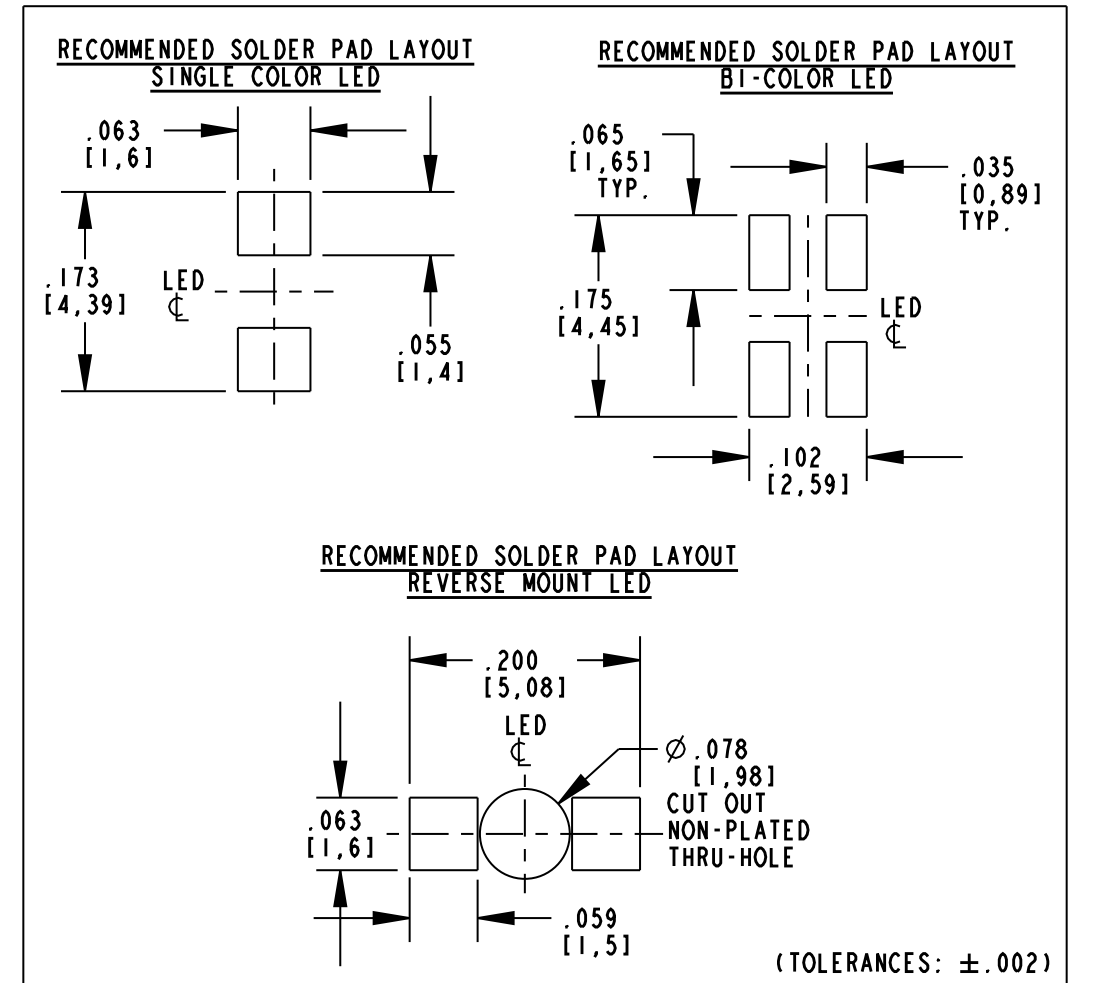 RECOMMENDED SOLDER PAD LAYOUT
SINGLE COLOR LED
.063
[1,6]
.173
[4,39]
LED
℄
.055
[1,4]
RECOMMENDED SOLDER PAD LAYOUT
BI-COLOR LED
.065
[1,65]
TYP.
.035
[0,89]
TYP.
.175
[4,45]
LED
℄
.102
[2,59]
RECOMMENDED SOLDER PAD LAYOUT
REVERSE MOUNT LED
.200
[5,08]
LED
℄
Ø.078
[1,98]
CUT OUT
NON-PLATED
THRU-HOLE
.063
[1,6]
.059
[1,5]
(TOLERANCES: ±.002)